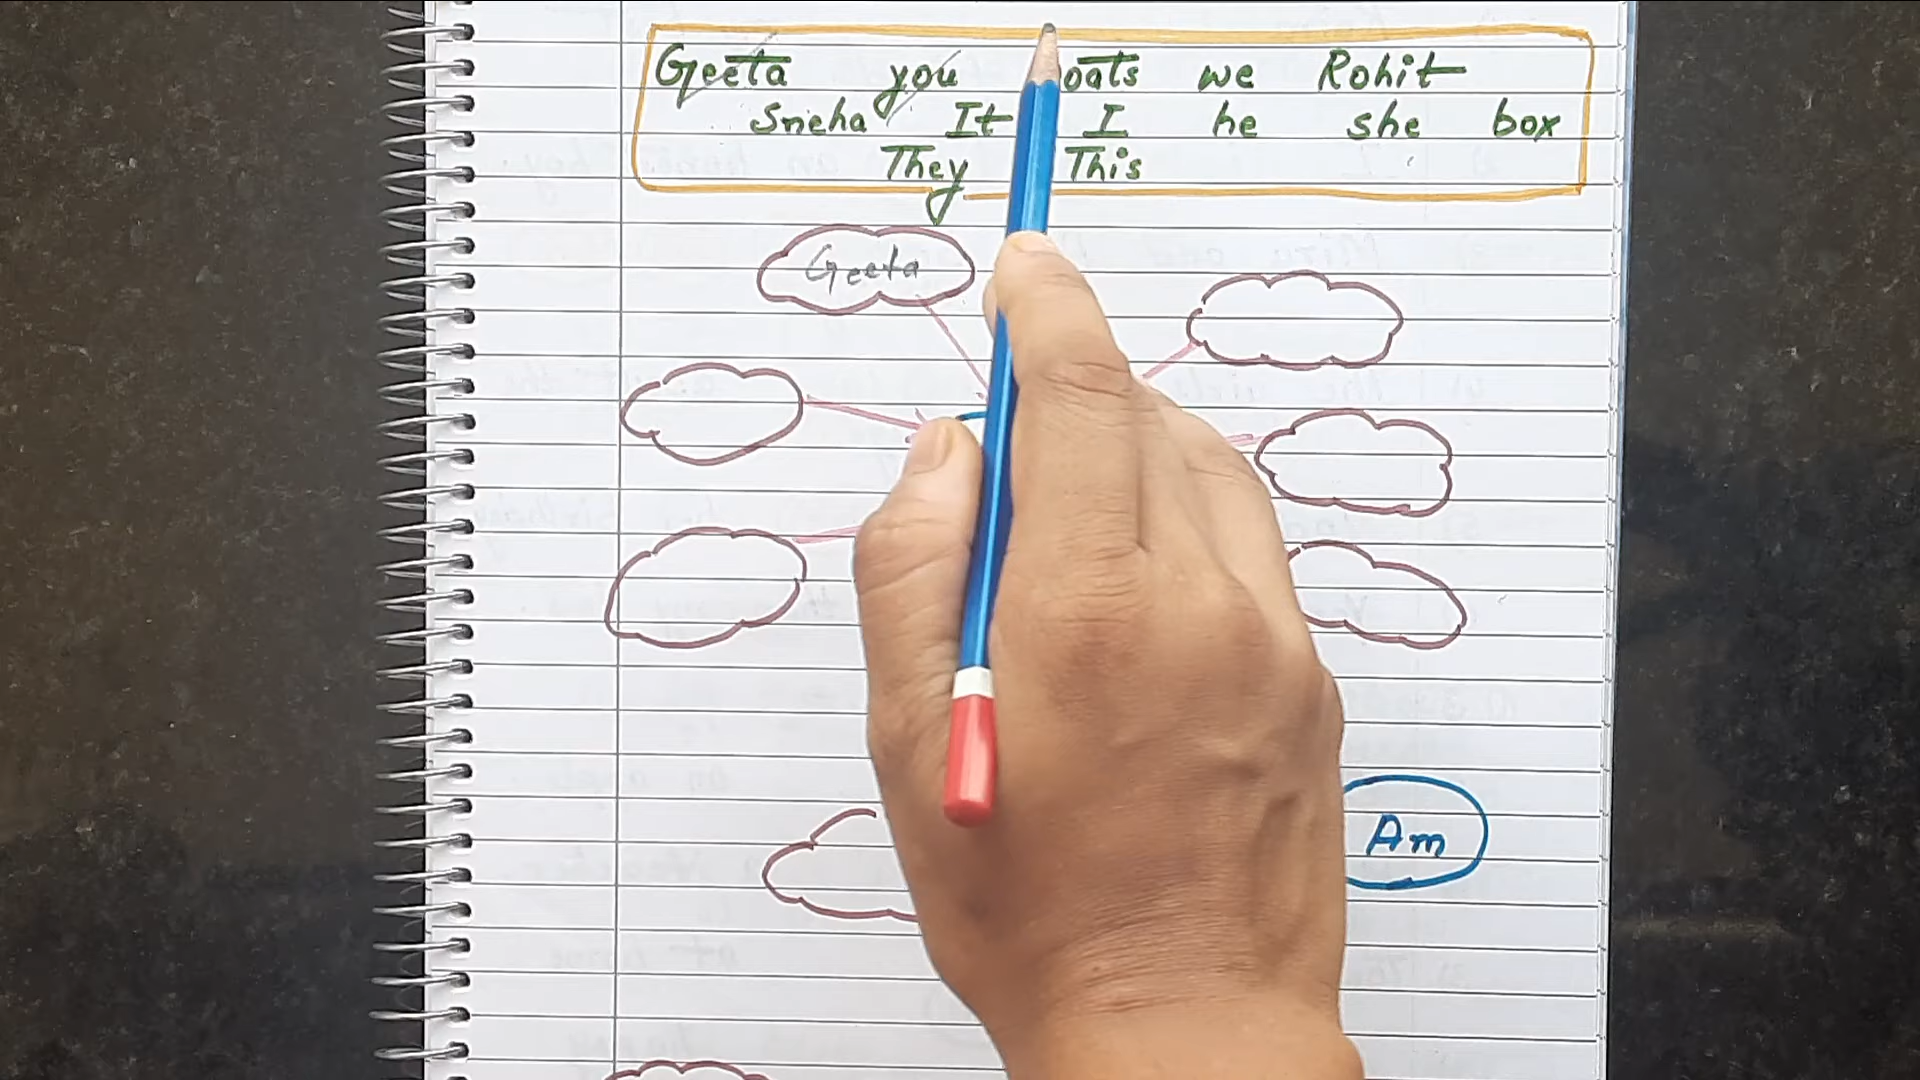 Geeta you oats we Rohit
Sneha It I he she box
They This
Geeta
Am